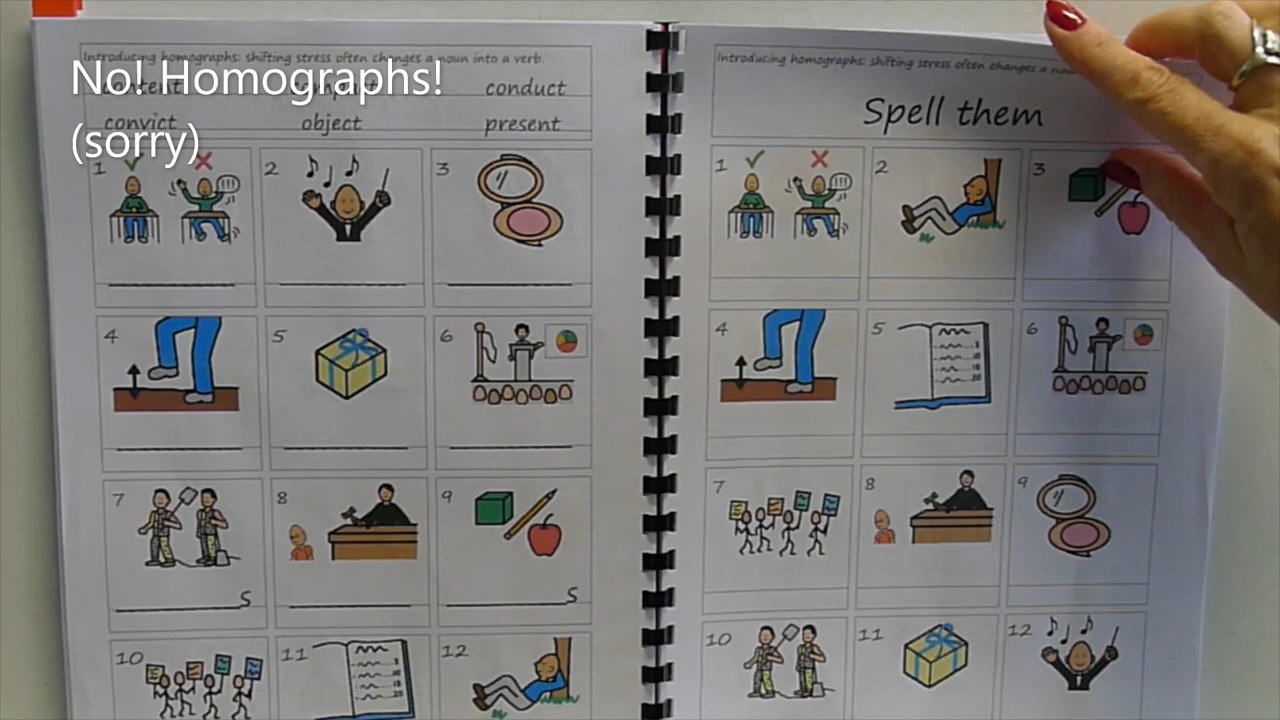 Introducing homographs: shifting stress often changes a noun into a verb.
No! Homographs!
content compact conduct
(sorry)
convict object present
1 2 3
4 5 6
7 8 9
S S
10 11 12
Introducing homographs: shifting stress often changes a
Spell them
1 2 3
4 5 6
7 8 9
10 11 12